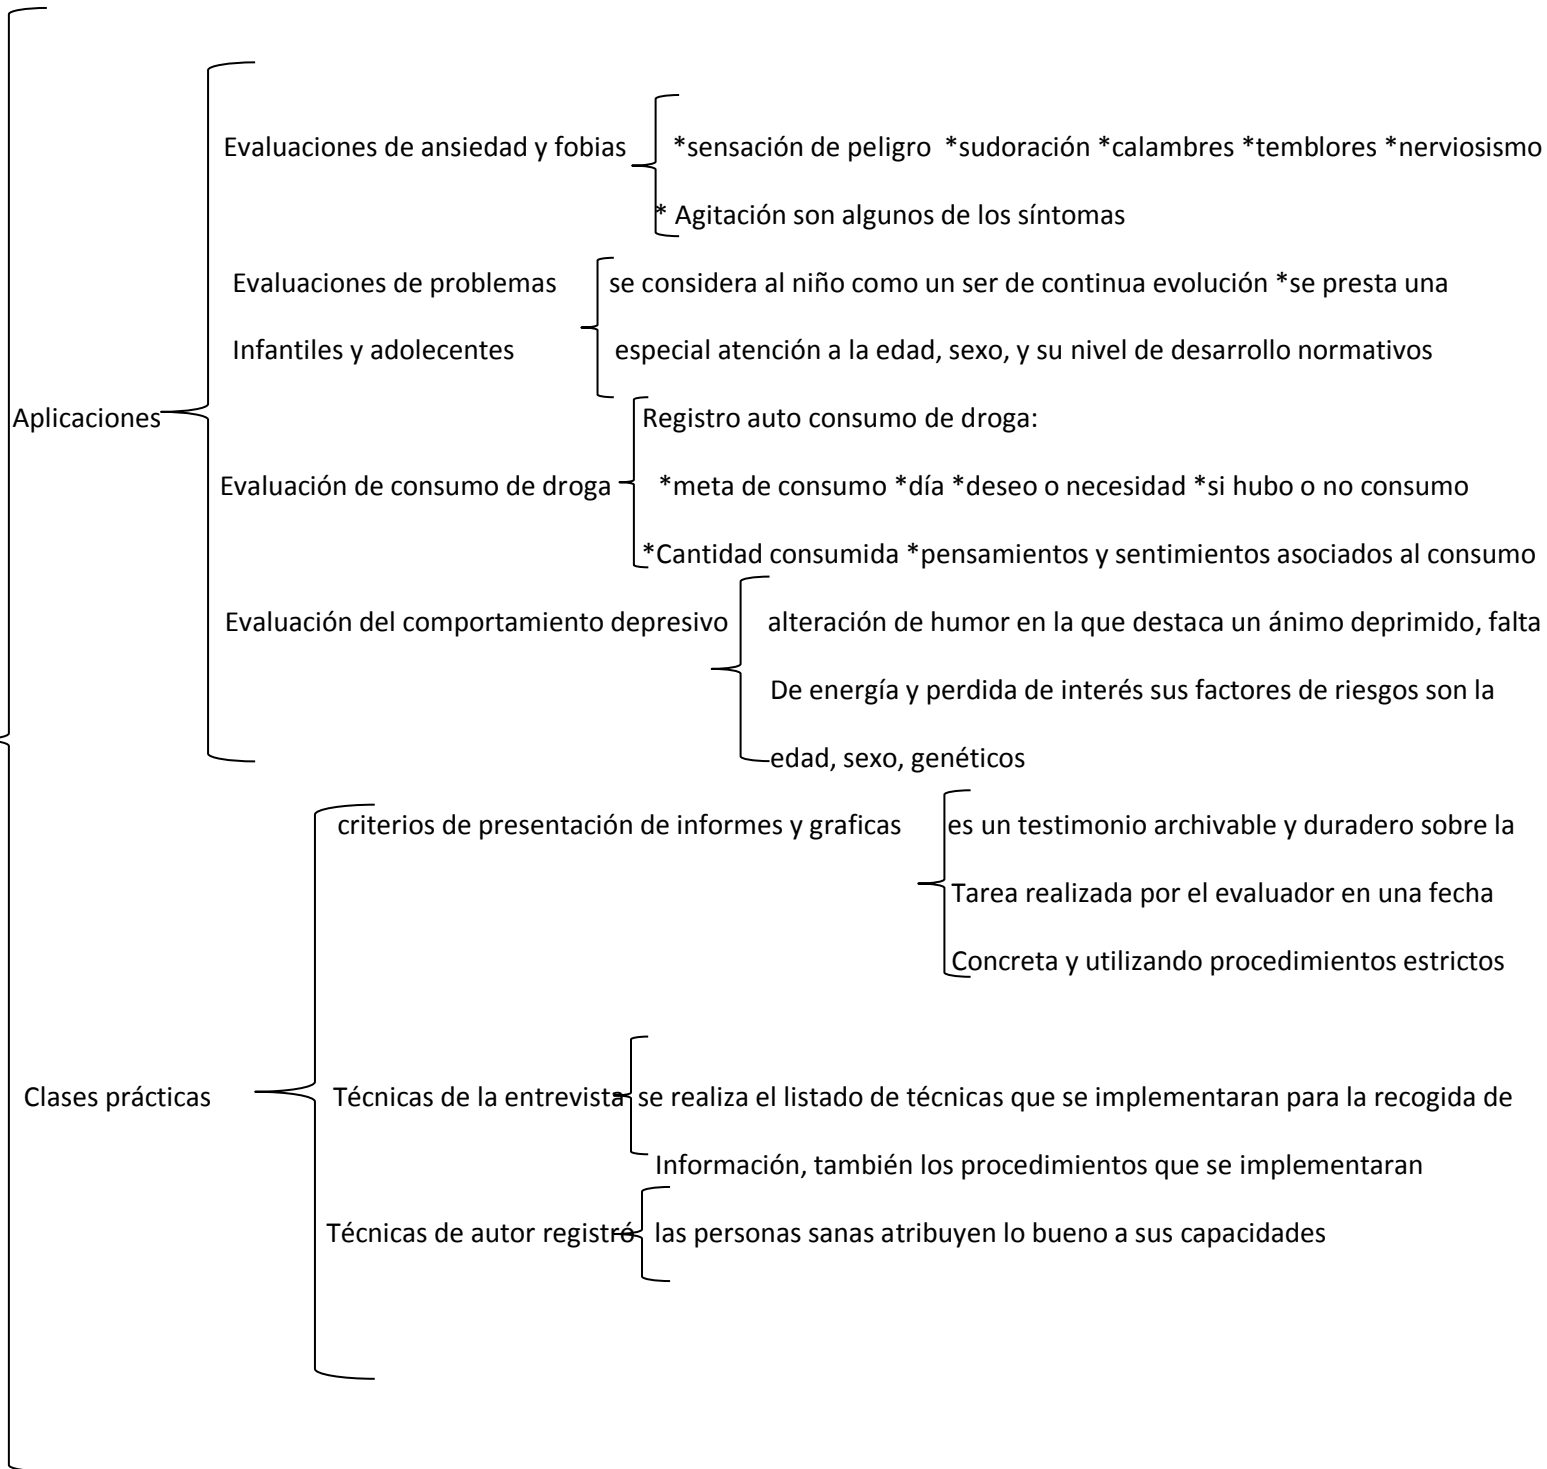 Evaluaciones de ansiedad y fobias *sensación de peligro *sudoración *calambres *temblores *nerviosismo
* Agitación son algunos de los síntomas
Evaluaciones de problemas se considera al niño como un ser de continua evolución *se presta una
Infantiles y adolecentes especial atención a la edad, sexo, y su nivel de desarrollo normativos
Aplicaciones Registro auto consumo de droga:
Evaluación de consumo de droga *meta de consumo *día *deseo o necesidad *si hubo o no consumo
*Cantidad consumida *pensamientos y sentimientos asociados al consumo
Evaluación del comportamiento depresivo alteración de humor en la que destaca un ánimo deprimido, falta
De energía y perdida de interés sus factores de riesgos son la
edad, sexo, genéticos
criterios de presentación de informes y graficas es un testimonio archivable y duradero sobre la
Tarea realizada por el evaluador en una fecha
Concreta y utilizando procedimientos estrictos
Clases prácticas Técnicas de la entrevista se realiza el listado de técnicas que se implementaran para la recogida de
Información, también los procedimientos que se implementaran
Técnicas de autor registró las personas sanas atribuyen lo bueno a sus capacidades